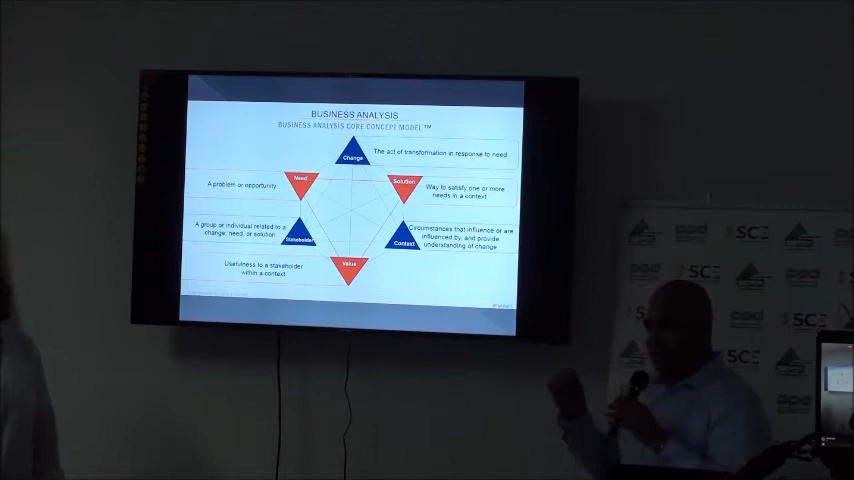 BUSINESS ANALYSIS
BUSINESS ANALYSIS CORE CONCEPT MODEL™
Change
The act of transformation in response to need
Need
A problem or opportunity
Solution
Way to satisfy one or more
needs in a context
Stakeholder
A group or individual related to a
change, need, or solution
Context
Circumstances that influence or are
influenced by, and provide
understanding of change
Value
Usefulness to a stakeholder
within a context
SCE
SCE
SCE
SCE